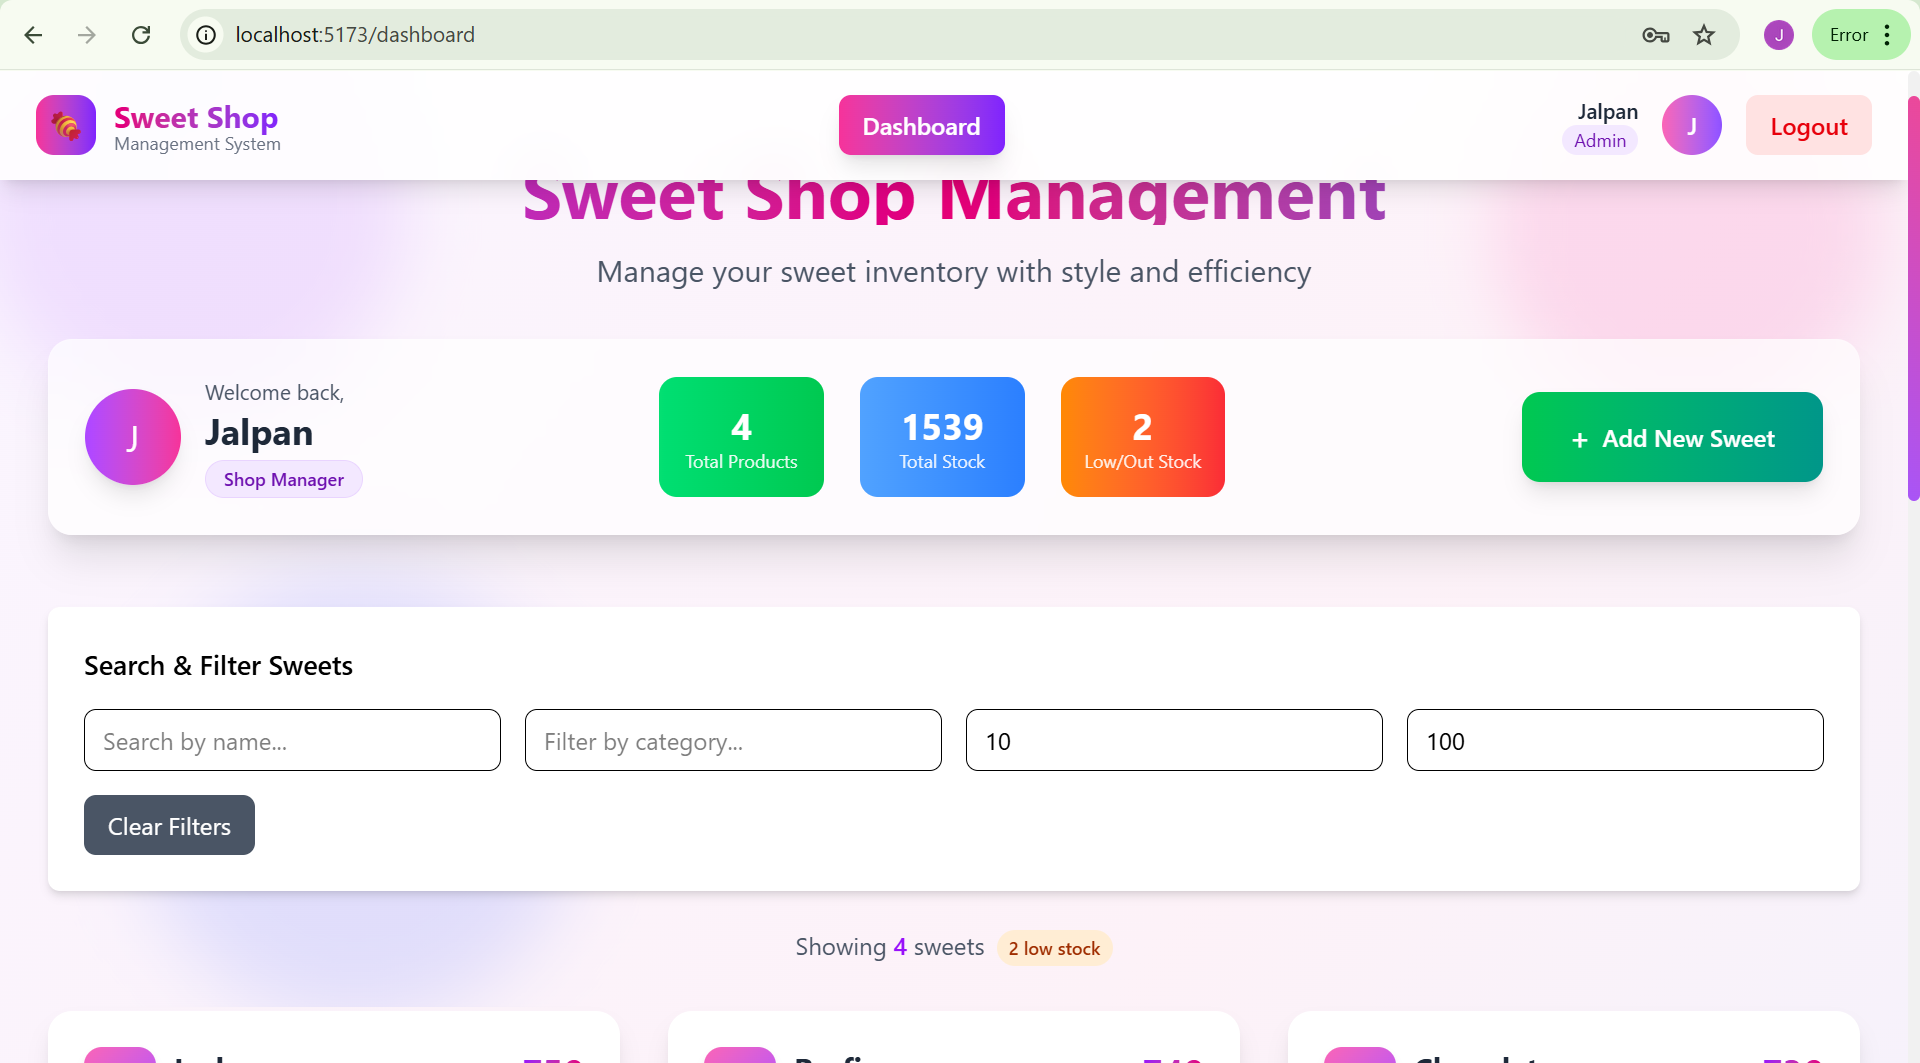 localhost:5173/dashboard
J
Error
Sweet Shop
Management System
Dashboard
Jalpan
Admin
J
Logout
Sweet Shop Management
Manage your sweet inventory with style and efficiency
J
Welcome back,
Jalpan
Shop Manager
4
Total Products
1539
Total Stock
2
Low/Out Stock
+ Add New Sweet
Search & Filter Sweets
Search by name...
Filter by category...
10
100
Clear Filters
Showing 4 sweets
2 low stock